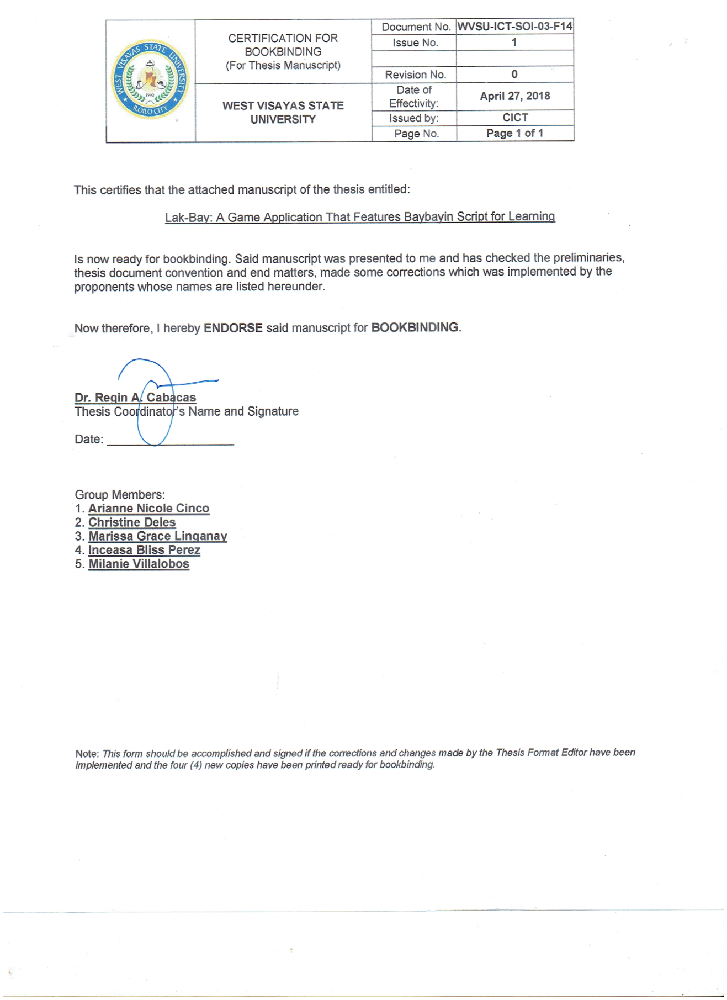 WEST VISAYAS STATE UNIVERSITY
1902
ILOILO CITY
CERTIFICATION FOR
BOOKBINDING
(For Thesis Manuscript)
WEST VISAYAS STATE
UNIVERSITY
Document No. WVSU-ICT-SOI-03-F14
Issue No. 1
Revision No. 0
Date of
Effectivity: April 27, 2018
Issued by: CICT
Page No. Page 1 of 1
This certifies that the attached manuscript of the thesis entitled:
Lak-Bay: A Game Application That Features Baybayin Script for Learning
Is now ready for bookbinding. Said manuscript was presented to me and has checked the preliminaries,
thesis document convention and end matters, made some corrections which was implemented by the
proponents whose names are listed hereunder.
Now therefore, I hereby ENDORSE said manuscript for BOOKBINDING.
Dr. Regin A. Cabacas
Thesis Coordinator's Name and Signature
Date:
Group Members:
1. Arianne Nicole Cinco
2. Christine Deles
3. Marissa Grace Linganay
4. Inceasa Bliss Perez
5. Milanie Villalobos
Note: This form should be accomplished and signed if the corrections and changes made by the Thesis Format Editor have been
implemented and the four (4) new copies have been printed ready for bookbinding.